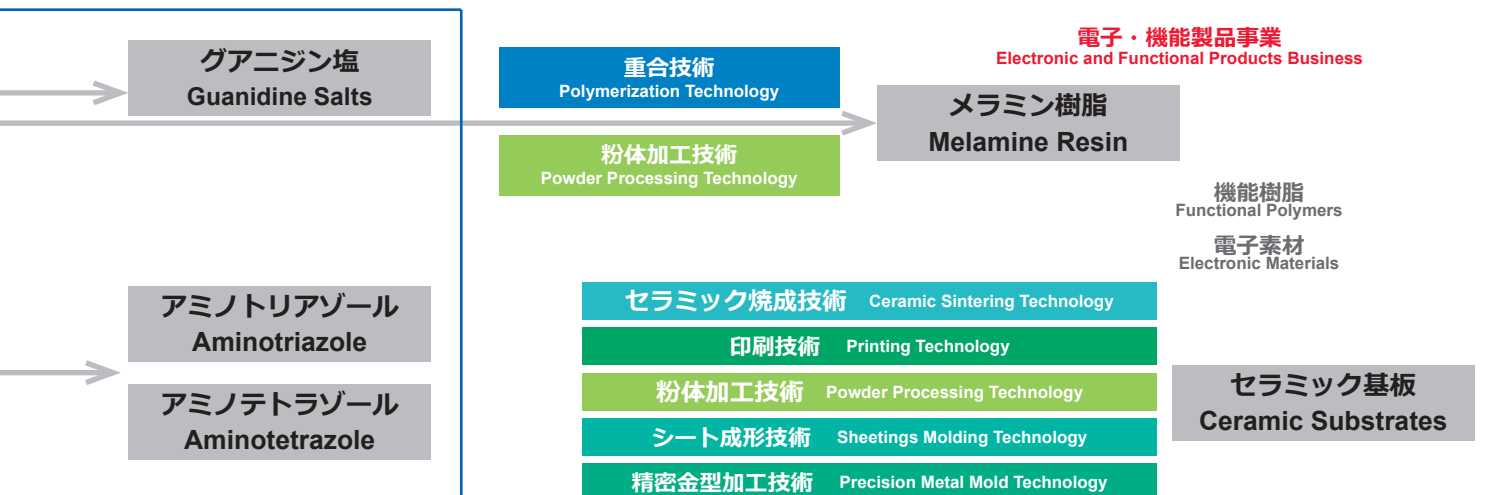 グアニジン塩
Guanidine Salts
重合技術
Polymerization Technology
粉体加工技術
Powder Processing Technology
電子・機能製品事業
Electronic and Functional Products Business
メラミン樹脂
Melamine Resin
機能樹脂
Functional Polymers
電子素材
Electronic Materials
アミノトリアゾール
Aminotriazole
アミノテトラゾール
Aminotetrazole
セラミック焼成技術 Ceramic Sintering Technology
印刷技術 Printing Technology
粉体加工技術 Powder Processing Technology
シート成形技術 Sheetings Molding Technology
精密金型加工技術 Precision Metal Mold Technology
セラミック基板
Ceramic Substrates